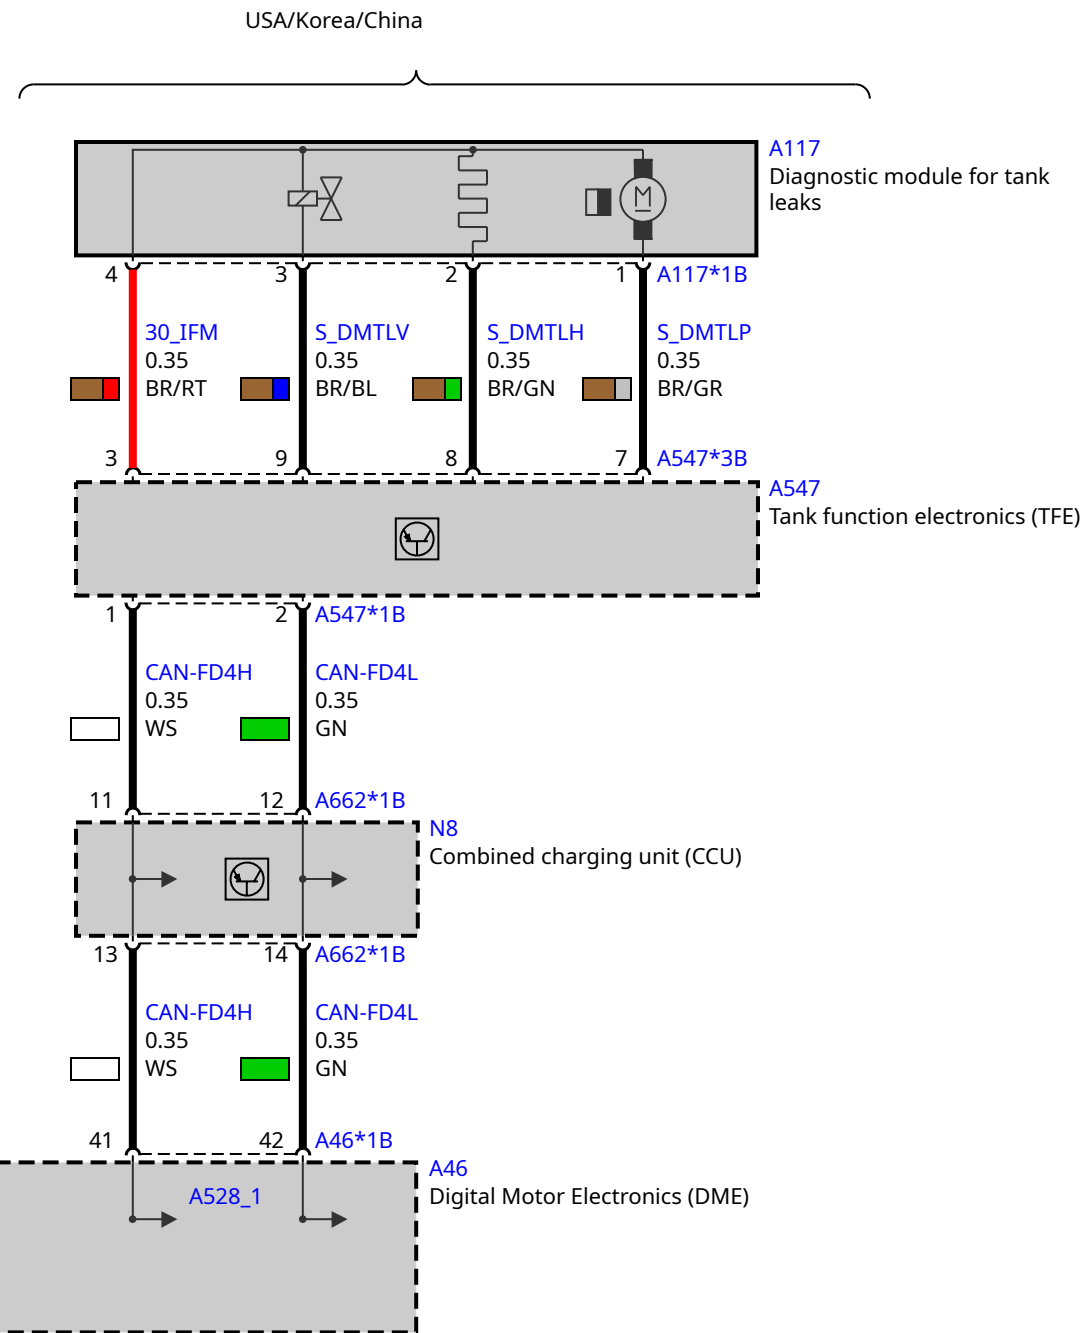 USA/Korea/China
A117
Diagnostic module for tank
leaks
M
4 3 2 1 A117*1B
30_IFM S_DMTLV S_DMTLH S_DMTLP
0.35 0.35 0.35 0.35
BR/RT BR/BL BR/GN BR/GR
3 9 8 7 A547*3B
A547
Tank function electronics (TFE)
1 2 A547*1B
CAN-FD4H CAN-FD4L
0.35 0.35
WS GN
11 12 A662*1B
N8
Combined charging unit (CCU)
13 14 A662*1B
CAN-FD4H CAN-FD4L
0.35 0.35
WS GN
41 42 A46*1B
A46
A528_1 Digital Motor Electronics (DME)